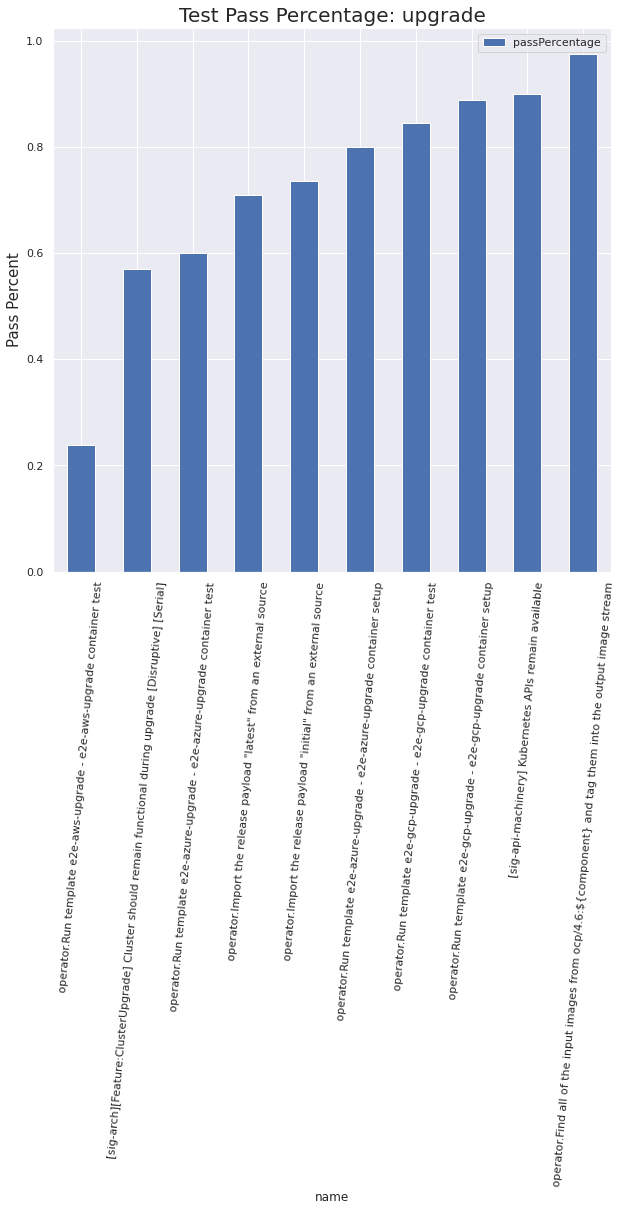 Test Pass Percentage: upgrade
passPercentage
Pass Percent
1.0
0.8
0.6
0.4
0.2
0.0
operator.Run template e2e-aws-upgrade - e2e-aws-upgrade container test
[sig-arch][Feature:ClusterUpgrade] Cluster should remain functional during upgrade [Disruptive] [Serial]
operator.Run template e2e-azure-upgrade - e2e-azure-upgrade container test
operator.Import the release payload "latest" from an external source
operator.Import the release payload "initial" from an external source
operator.Run template e2e-azure-upgrade - e2e-azure-upgrade container setup
operator.Run template e2e-gcp-upgrade - e2e-gcp-upgrade container test
operator.Run template e2e-gcp-upgrade - e2e-gcp-upgrade container setup
[sig-api-machinery] Kubernetes APIs remain available
operator.Find all of the input images from ocp/4.6:${component} and tag them into the output image stream
name